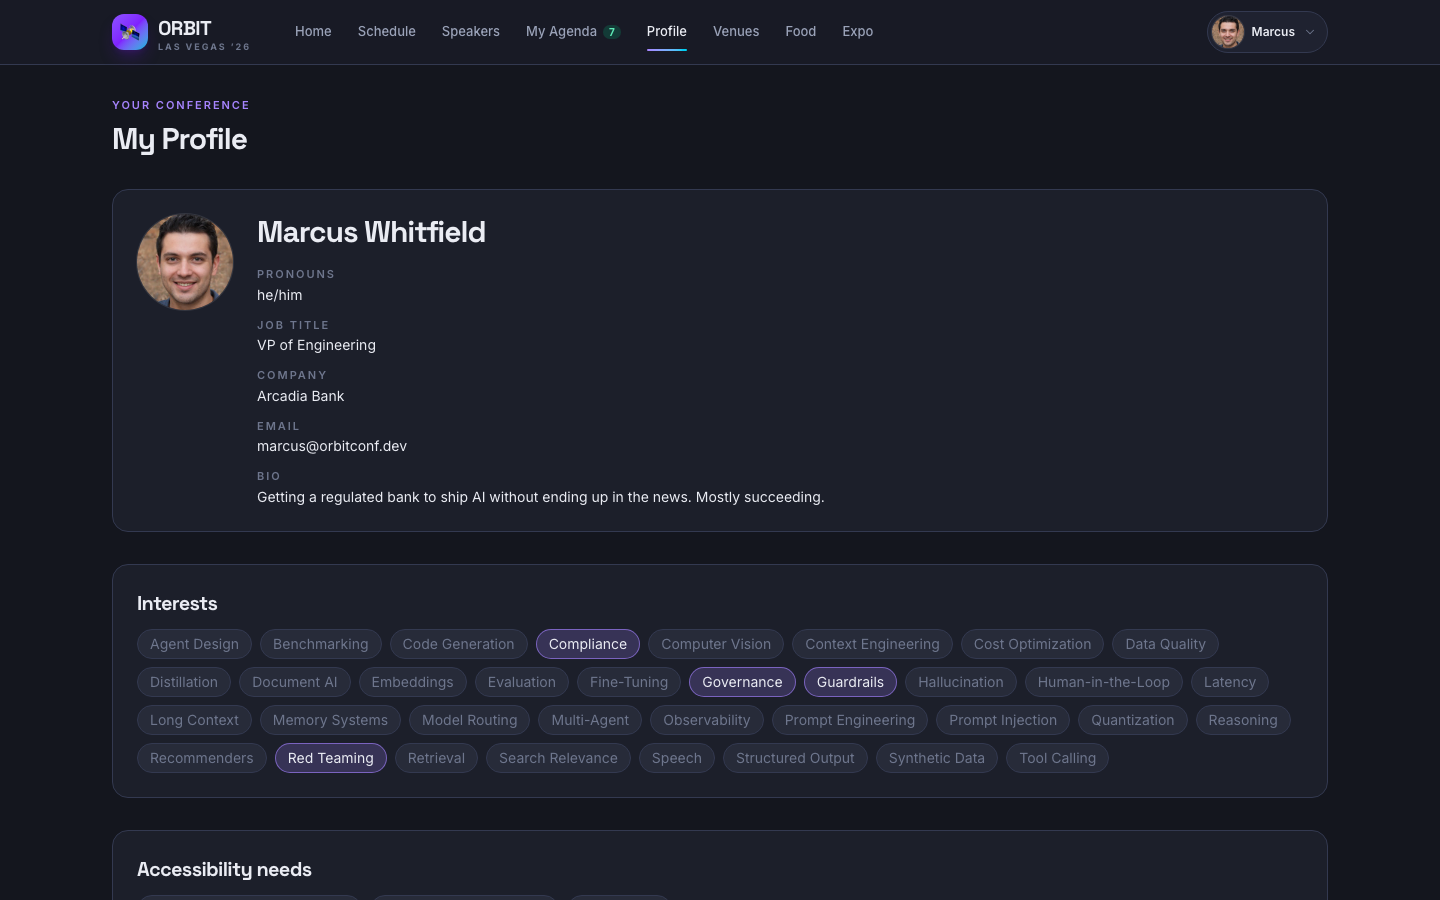 ORBIT
LAS VEGAS '26
Home
Schedule
Speakers
My Agenda 7
Profile
Venues
Food
Expo
Marcus
YOUR CONFERENCE
My Profile
Marcus Whitfield
PRONOUNS
he/him
JOB TITLE
VP of Engineering
COMPANY
Arcadia Bank
EMAIL
marcus@orbitconf.dev
BIO
Getting a regulated bank to ship AI without ending up in the news. Mostly succeeding.
Interests
Agent Design Benchmarking Code Generation Compliance Computer Vision Context Engineering Cost Optimization Data Quality
Distillation Document AI Embeddings Evaluation Fine-Tuning Governance Guardrails Hallucination Human-in-the-Loop Latency
Long Context Memory Systems Model Routing Multi-Agent Observability Prompt Engineering Prompt Injection Quantization Reasoning
Recommenders Red Teaming Retrieval Search Relevance Speech Structured Output Synthetic Data Tool Calling
Accessibility needs